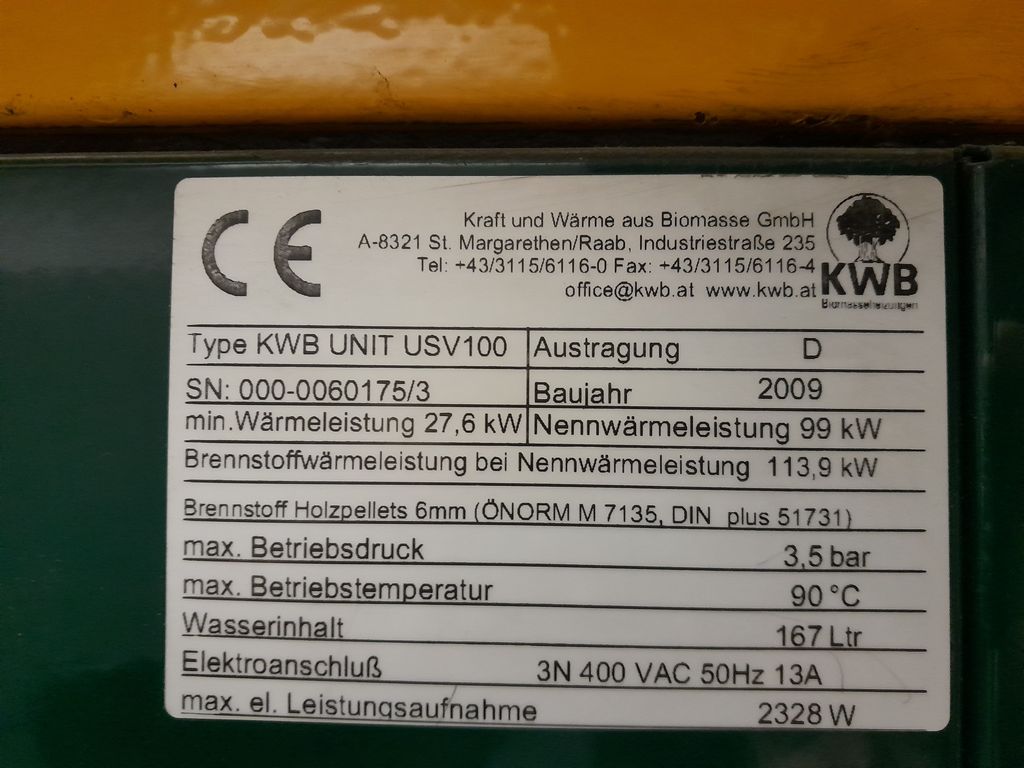 CE
Kraft und Wärme aus Biomasse GmbH
A-8321 St. Margarethen/Raab, Industriestraße 235
Tel: +43/3115/6116-0 Fax: +43/3115/6116-4
office@kwb.at www.kwb.at
KWB
Biomasseheizungen
Type KWB UNIT USV100 Austragung D
SN: 000-0060175/3 Baujahr 2009
min.Wärmeleistung 27,6 kW Nennwärmeleistung 99 kW
Brennstoffwärmeleistung bei Nennwärmeleistung 113,9 kW
Brennstoff Holzpellets 6mm (ÖNORM M 7135, DIN plus 51731)
max. Betriebsdruck 3,5 bar
max. Betriebstemperatur 90 °C
Wasserinhalt 167 Ltr
Elektroanschluß 3N 400 VAC 50Hz 13A
max. el. Leistungsaufnahme 2328 W